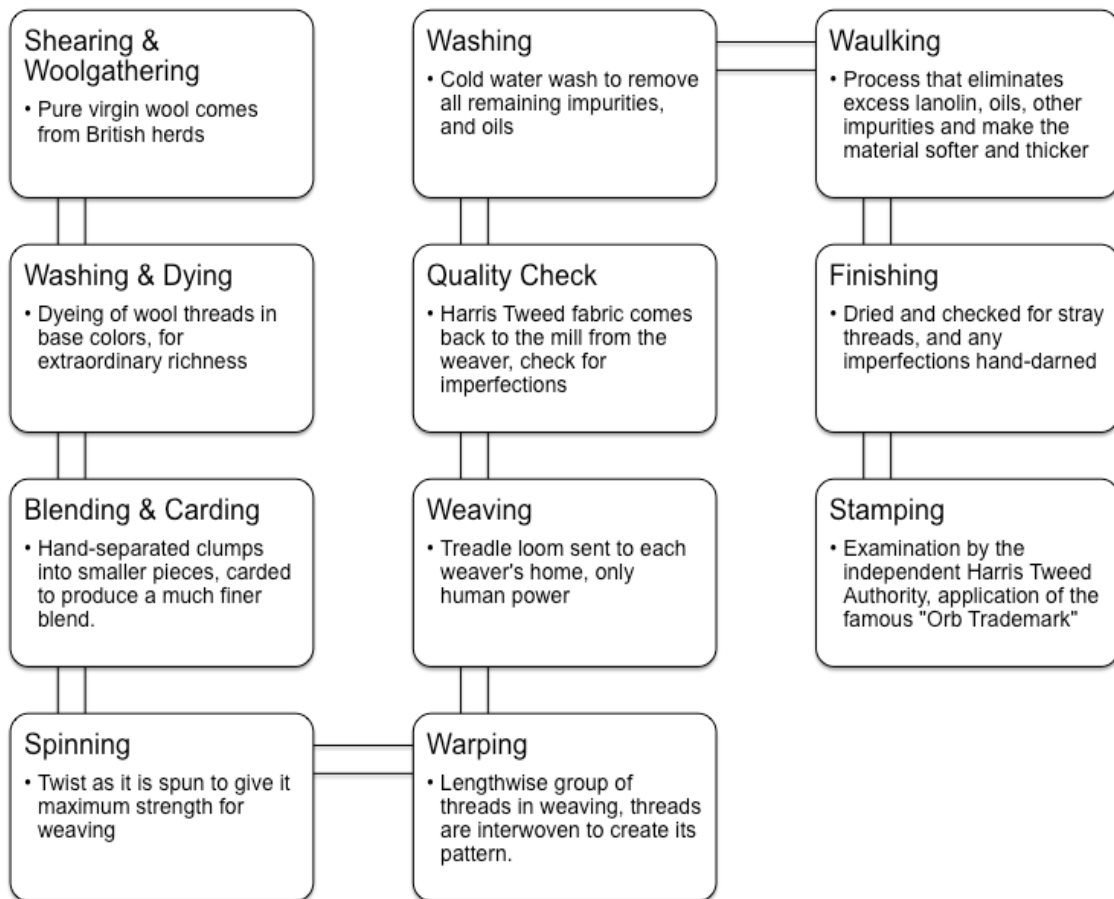 Shearing &
Woolgathering
• Pure virgin wool comes
from British herds
Washing & Dying
• Dyeing of wool threads in
base colors, for
extraordinary richness
Blending & Carding
• Hand-separated clumps
into smaller pieces, carded
to produce a much finer
blend.
Spinning
• Twist as it is spun to give it
maximum strength for
weaving
Warping
• Lengthwise group of
threads in weaving, threads
are interwoven to create its
pattern.
Weaving
• Treadle loom sent to each
weaver's home, only
human power
Quality Check
• Harris Tweed fabric comes
back to the mill from the
weaver, check for
imperfections
Washing
• Cold water wash to remove
all remaining impurities,
and oils
Waulking
• Process that eliminates
excess lanolin, oils, other
impurities and make the
material softer and thicker
Finishing
• Dried and checked for stray
threads, and any
imperfections hand-darned
Stamping
• Examination by the
independent Harris Tweed
Authority, application of the
famous "Orb Trademark"